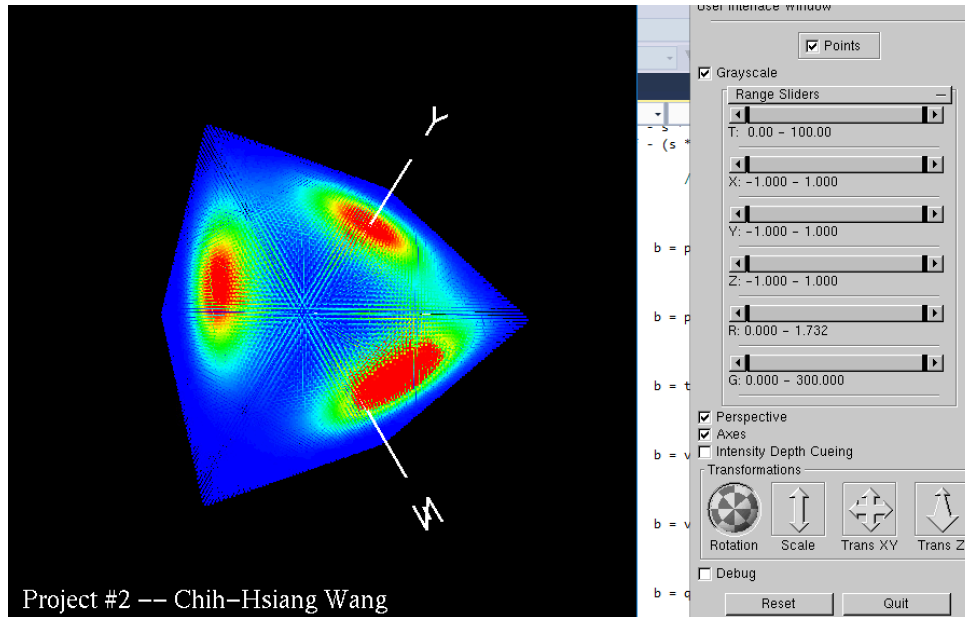 User Interface Window
Points
Grayscale
Range Sliders
T: 0.00 - 100.00
X: -1.000 - 1.000
Y: -1.000 - 1.000
Z: -1.000 - 1.000
R: 0.000 - 1.732
G: 0.000 - 300.000
Perspective
Axes
Intensity Depth Cueing
Transformations
Rotation Scale Trans XY Trans Z
Debug
Reset Quit
- s
- (s *
/
b = p
b = p
b = t
b = v
b = v
b = q
Y
Z
Project #2 -- Chih-Hsiang Wang